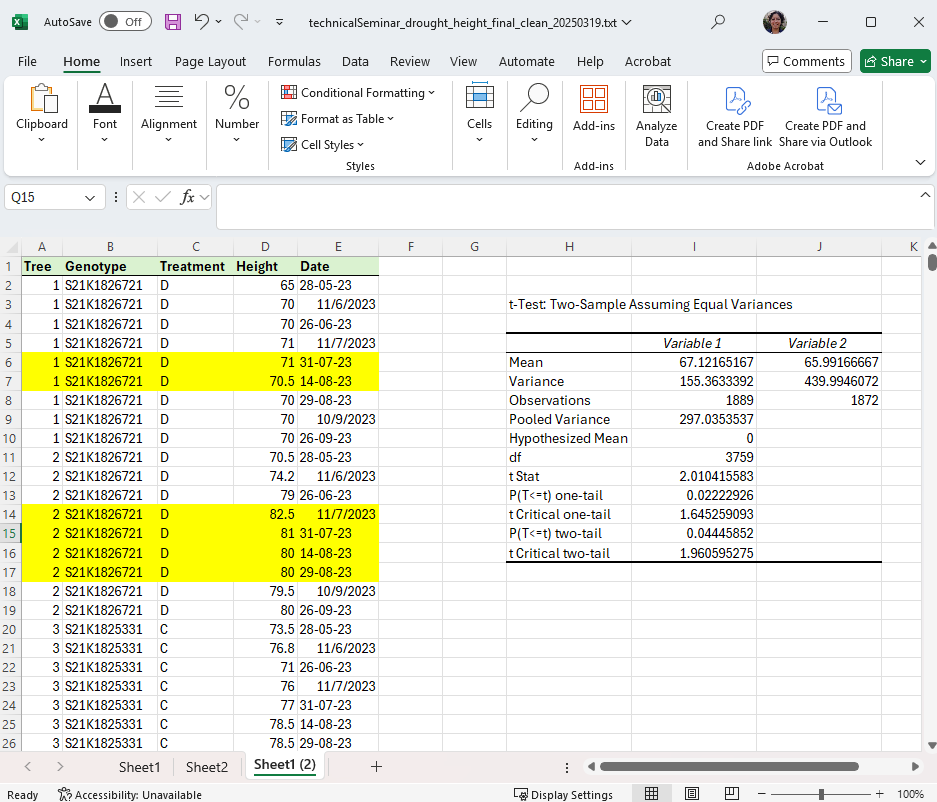 AutoSave Off technicalSeminar_drought_height_final_clean_20250319.txt
File Home Insert Page Layout Formulas Data Review View Automate Help Acrobat Comments Share
Clipboard Font Alignment Number Conditional Formatting Format as Table Cell Styles Cells Editing Add-ins Analyze Data Create PDF and Share link Create PDF and Share via Outlook
Styles Add-ins Adobe Acrobat
Q15 fx
A B C D E F G H I J K
1 Tree Genotype Treatment Height Date
2 1 S21K1826721 D 65 28-05-23
3 1 S21K1826721 D 70 11/6/2023 t-Test: Two-Sample Assuming Equal Variances
4 1 S21K1826721 D 70 26-06-23
5 1 S21K1826721 D 71 11/7/2023 Variable 1 Variable 2
6 1 S21K1826721 D 71 31-07-23 Mean 67.12165167 65.99166667
7 1 S21K1826721 D 70.5 14-08-23 Variance 155.3633392 439.9946072
8 1 S21K1826721 D 70 29-08-23 Observations 1889 1872
9 1 S21K1826721 D 70 10/9/2023 Pooled Variance 297.0353537
10 1 S21K1826721 D 70 26-09-23 Hypothesized Mean 0
11 2 S21K1826721 D 70.5 28-05-23 df 3759
12 2 S21K1826721 D 74.2 11/6/2023 t Stat 2.010415583
13 2 S21K1826721 D 79 26-06-23 P(T<=t) one-tail 0.02222926
14 2 S21K1826721 D 82.5 11/7/2023 t Critical one-tail 1.645259093
15 2 S21K1826721 D 81 31-07-23 P(T<=t) two-tail 0.04445852
16 2 S21K1826721 D 80 14-08-23 t Critical two-tail 1.960595275
17 2 S21K1826721 D 80 29-08-23
18 2 S21K1826721 D 79.5 10/9/2023
19 2 S21K1826721 D 80 26-09-23
20 3 S21K1825331 C 73.5 28-05-23
21 3 S21K1825331 C 76.8 11/6/2023
22 3 S21K1825331 C 71 26-06-23
23 3 S21K1825331 C 76 11/7/2023
24 3 S21K1825331 C 77 31-07-23
25 3 S21K1825331 C 78.5 14-08-23
26 3 S21K1825331 C 78.5 29-08-23
Sheet1 Sheet2 Sheet1 (2)
Ready Accessibility: Unavailable Display Settings 100%